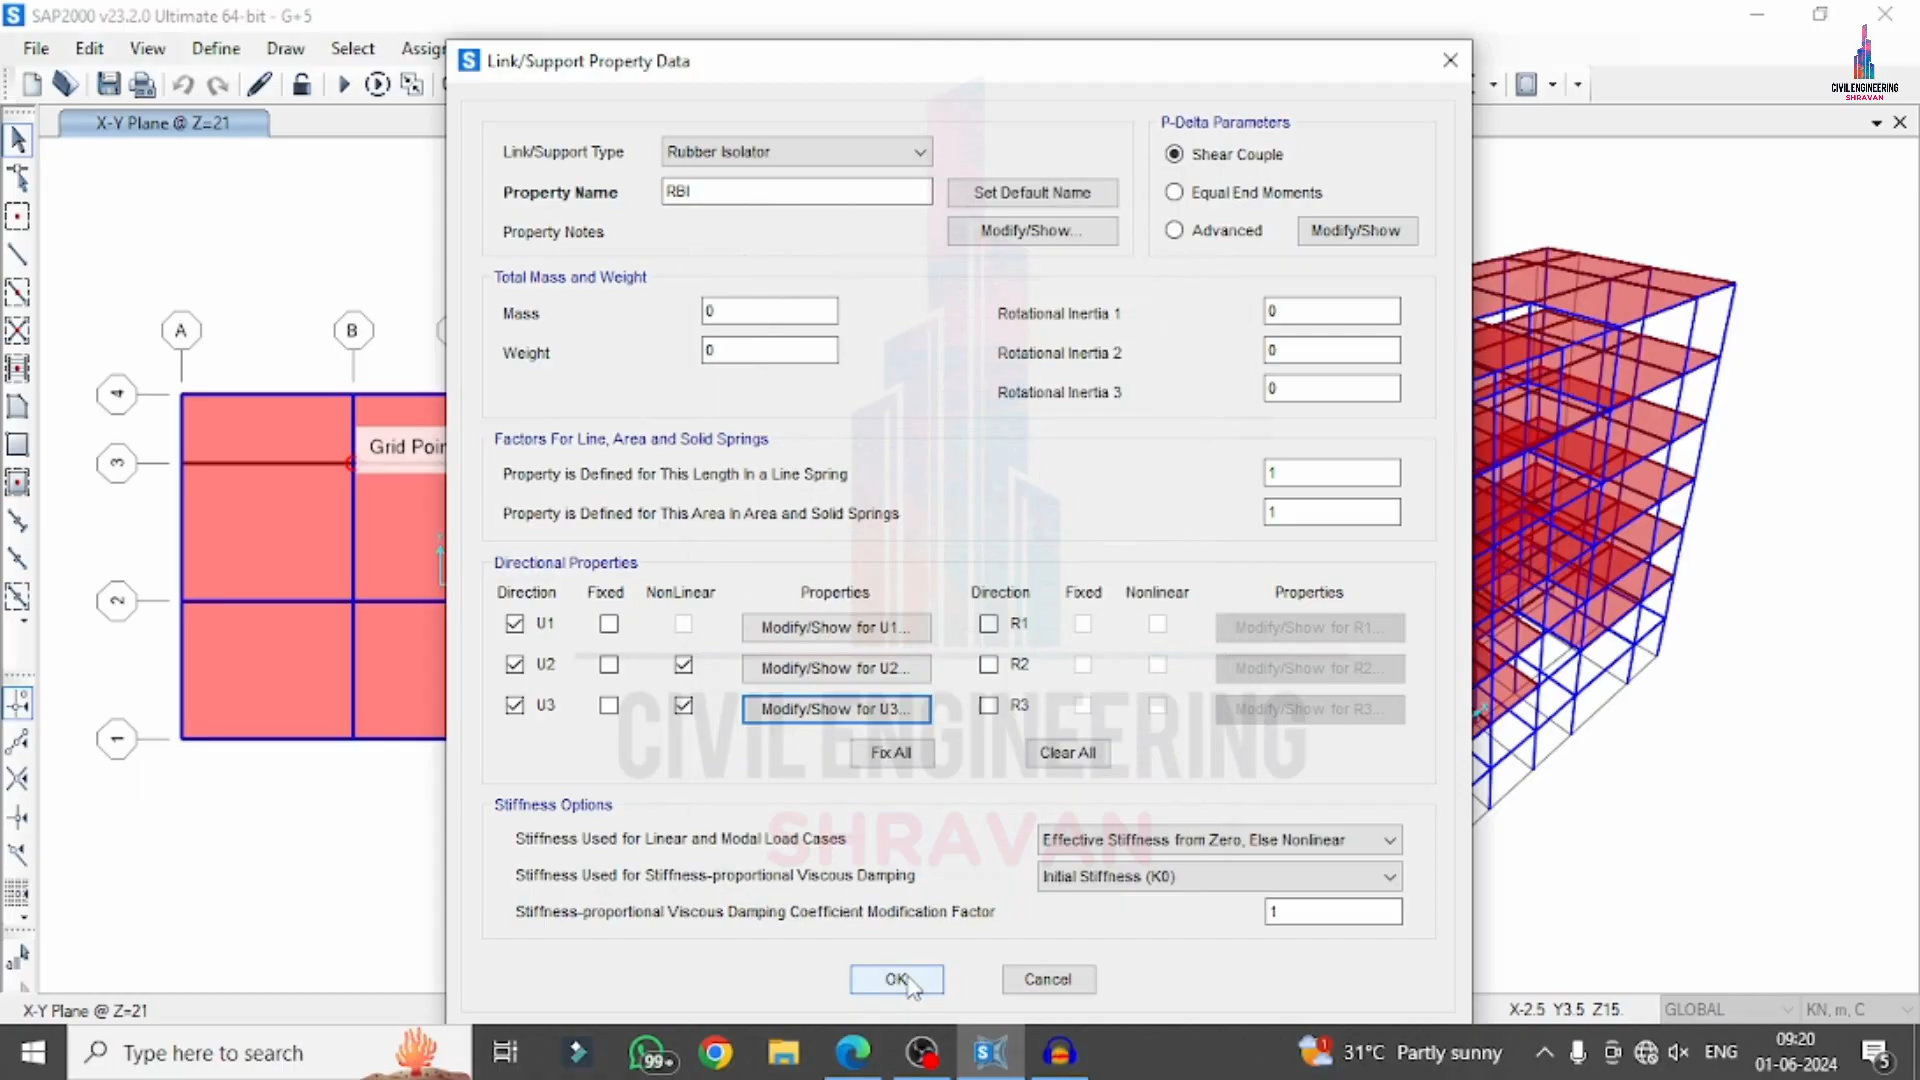 SAP2000 v23.2.0 Ultimate 64-bit - G+5
File Edit View Define Draw Select
CIVIL ENGINEERING
SHRAVAN
X-Y Plane @ Z=21
A B
4
3
2
1
Grid Poin
Link/Support Property Data
Link/Support Type Rubber Isolator
Property Name RBI Set Default Name
Property Notes Modify/Show...
P-Delta Parameters
Shear Couple
Equal End Moments
Advanced Modify/Show
Total Mass and Weight
Mass 0 Rotational Inertia 1 0
Weight 0 Rotational Inertia 2 0
Rotational Inertia 3 0
Factors For Line, Area and Solid Springs
Property is Defined for This Length In a Line Spring 1
Property is Defined for This Area In Area and Solid Springs 1
Directional Properties
Direction Fixed NonLinear Properties Direction Fixed Nonlinear Properties
U1 Modify/Show for U1... R1 Modify/Show for R1...
U2 Modify/Show for U2... R2 Modify/Show for R2...
U3 Modify/Show for U3... R3 Modify/Show for R3...
Fix All Clear All
CIVIL ENGINEERING
SHRAVAN
Stiffness Options
Stiffness Used for Linear and Modal Load Cases Effective Stiffness from Zero, Else Nonlinear
Stiffness Used for Stiffness-proportional Viscous Damping Initial Stiffness (K0)
Stiffness-proportional Viscous Damping Coefficient Modification Factor 1
OK Cancel
X-Y Plane @ Z=21 X-2.5 Y3.5 Z15. GLOBAL KN, m, C
Type here to search 99+ 31°C Partly sunny ENG 09:20
01-06-2024 5